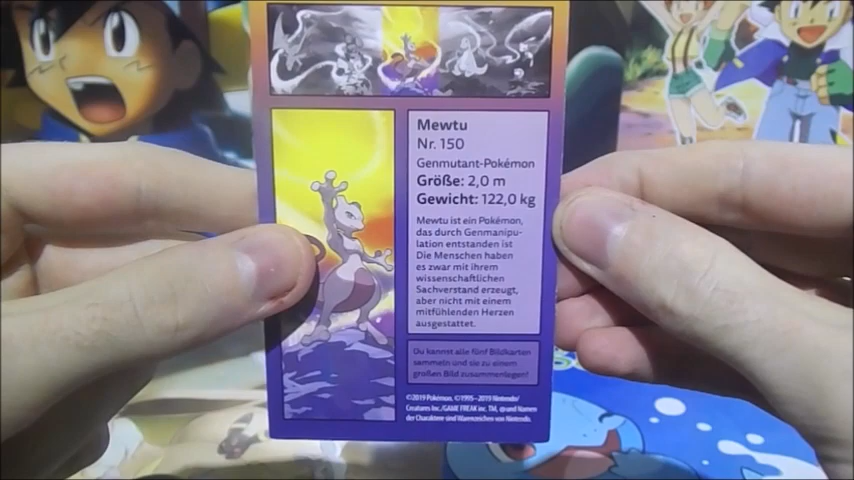 Mewtu
Nr. 150
Genmutant-Pokémon
Größe: 2,0 m
Gewicht: 122,0 kg
Mewtu ist ein Pokémon,
das durch Genmanipu-
lation entstanden ist
Die Menschen haben
es zwar mit ihrem
wissenschaftlichen
Sachverstand erzeugt,
aber nicht mit einem
mitfühlenden Herzen
ausgestattet.
Du kannst alle fünf Bildkarten
sammeln und sie zu einem
großen Bild zusammenlegen!
©2019 Pokémon. ©1995–2019 Nintendo/
Creatures Inc./GAME FREAK inc. TM, ® und Namen
der Charaktere sind Warenzeichen von Nintendo.